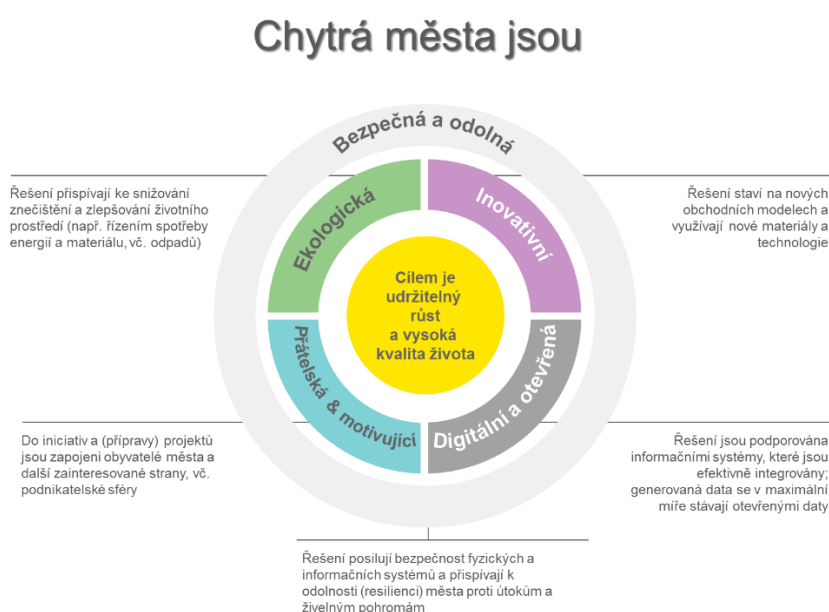 Chytrá města jsou
Bezpečná a odolná
Řešení přispívají ke snižování
znečištění a zlepšování životního
prostředí (např. řízením spotřeby
energií a materiálu, vč. odpadů)
Ekologická
Inovativní
Řešení staví na nových
obchodních modelech a
využívají nové materiály a
technologie
Cílem je
udržitelný
růst
a vysoká
kvalita života
Přátelská & motivující
Digitální a otevřená
Do iniciativ a (přípravy) projektů
jsou zapojeni obyvatelé města a
další zainteresované strany, vč.
podnikatelské sféry
Řešení jsou podporována
informačními systémy, které jsou
efektivně integrovány;
generovaná data se v maximální
míře stávají otevřenými daty
Řešení posilují bezpečnost fyzických a
informačních systémů a přispívají k
odolnosti (resilienci) města proti útokům a
živelným pohromám